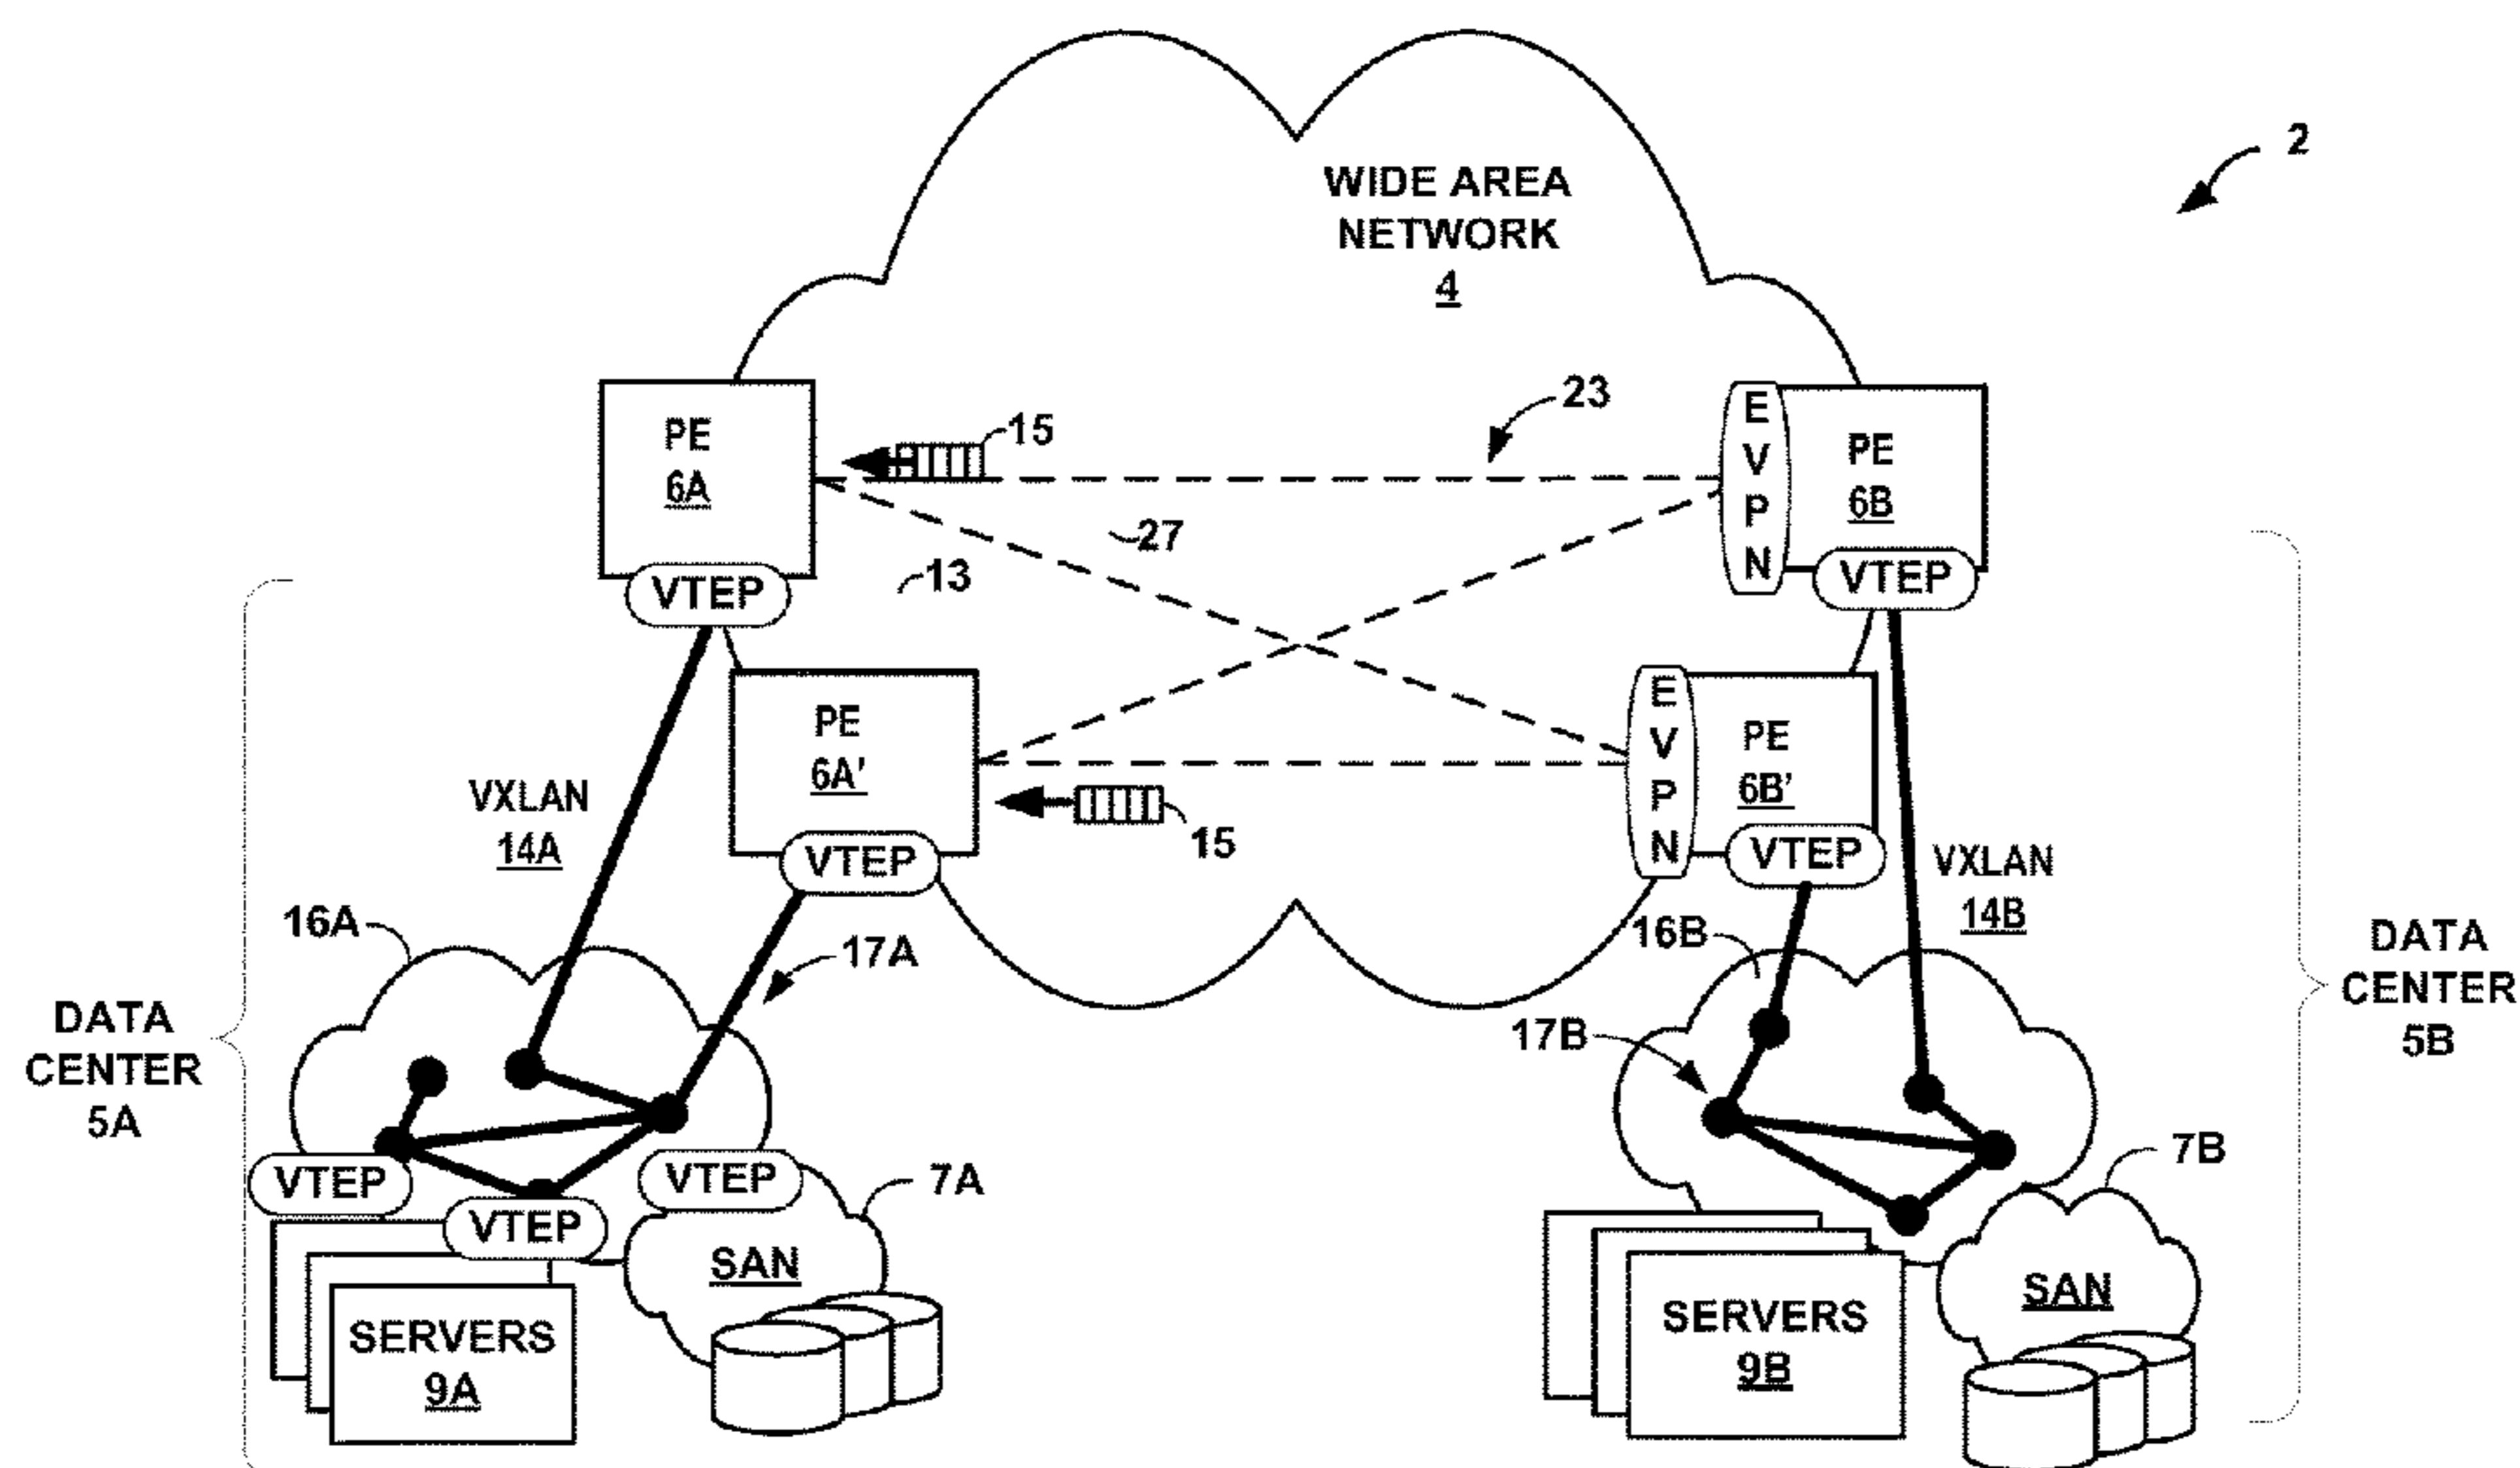 2
WIDE AREA
NETWORK
4
PE
6A
VTEP
15
23
27
13
E
V
P
N
PE
6B
VTEP
PE
6A'
VTEP
15
E
V
P
N
PE
6B'
VTEP
VXLAN
14A
VXLAN
14B
16A
17A
16B
17B
DATA
CENTER
5A
DATA
CENTER
5B
VTEP
VTEP
VTEP
7A
SAN
SERVERS
9A
7B
SAN
SERVERS
9B